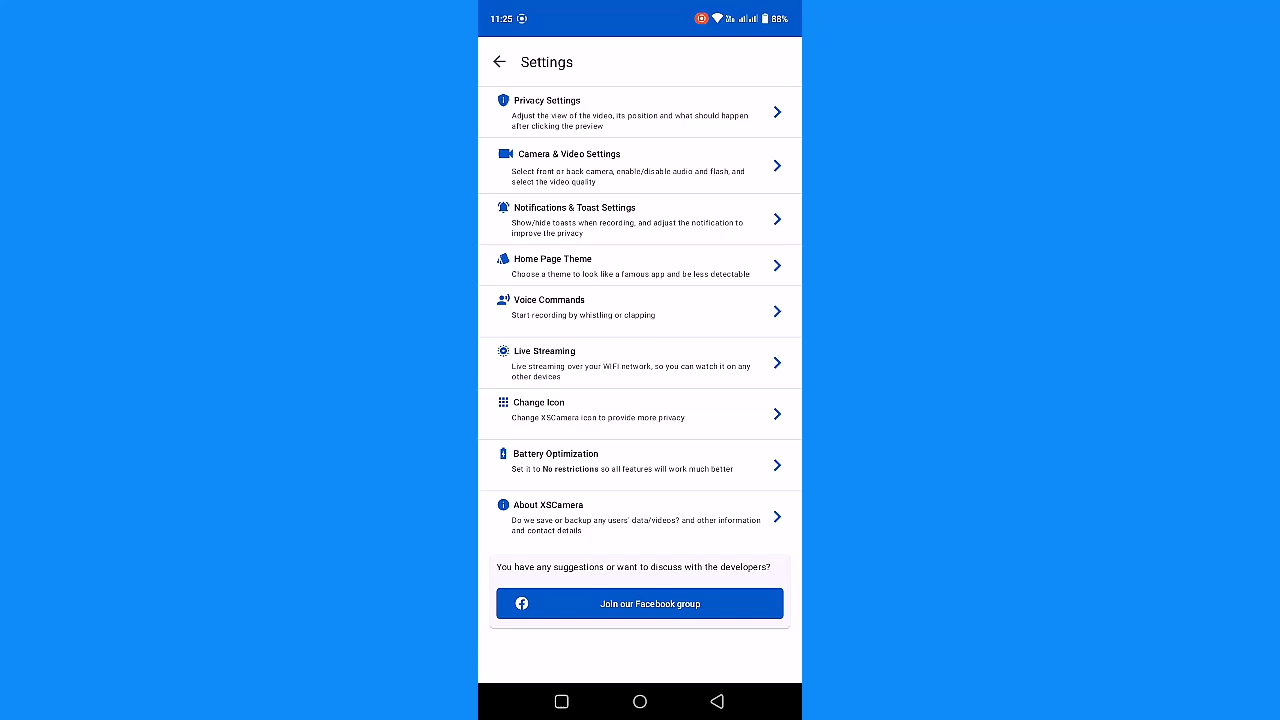 11:25
86%
Settings
Privacy Settings
Adjust the view of the video, its position and what should happen
after clicking the preview
Camera & Video Settings
Select front or back camera, enable/disable audio and flash, and
select the video quality
Notifications & Toast Settings
Show/hide toasts when recording, and adjust the notification to
improve the privacy
Home Page Theme
Choose a theme to look like a famous app and be less detectable
Voice Commands
Start recording by whistling or clapping
Live Streaming
Live streaming over your WIFI network, so you can watch it on any
other devices
Change Icon
Change XSCamera icon to provide more privacy
Battery Optimization
Set it to No restrictions so all features will work much better
About XSCamera
Do we save or backup any users' data/videos? and other information
and contact details
You have any suggestions or want to discuss with the developers?
Join our Facebook group